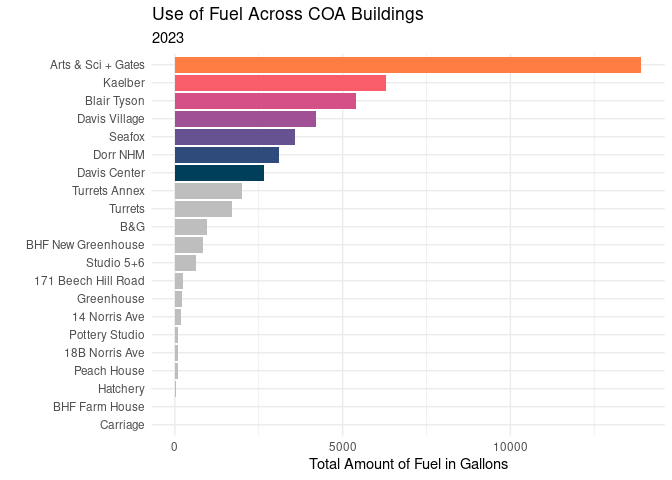 Use of Fuel Across COA Buildings
2023
Arts & Sci + Gates
Kaelber
Blair Tyson
Davis Village
Seafox
Dorr NHM
Davis Center
Turrets Annex
Turrets
B&G
BHF New Greenhouse
Studio 5+6
171 Beech Hill Road
Greenhouse
14 Norris Ave
Pottery Studio
18B Norris Ave
Peach House
Hatchery
BHF Farm House
Carriage
0 5000 10000
Total Amount of Fuel in Gallons